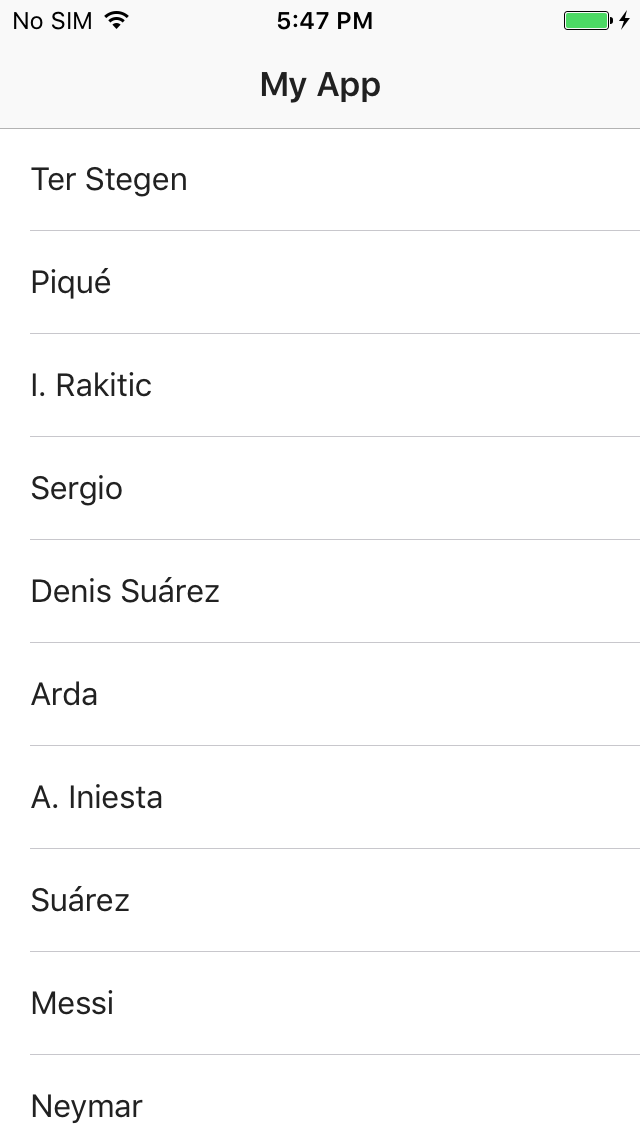 No SIM 5:47 PM
My App
Ter Stegen
Piqué
I. Rakitic
Sergio
Denis Suárez
Arda
A. Iniesta
Suárez
Messi
Neymar